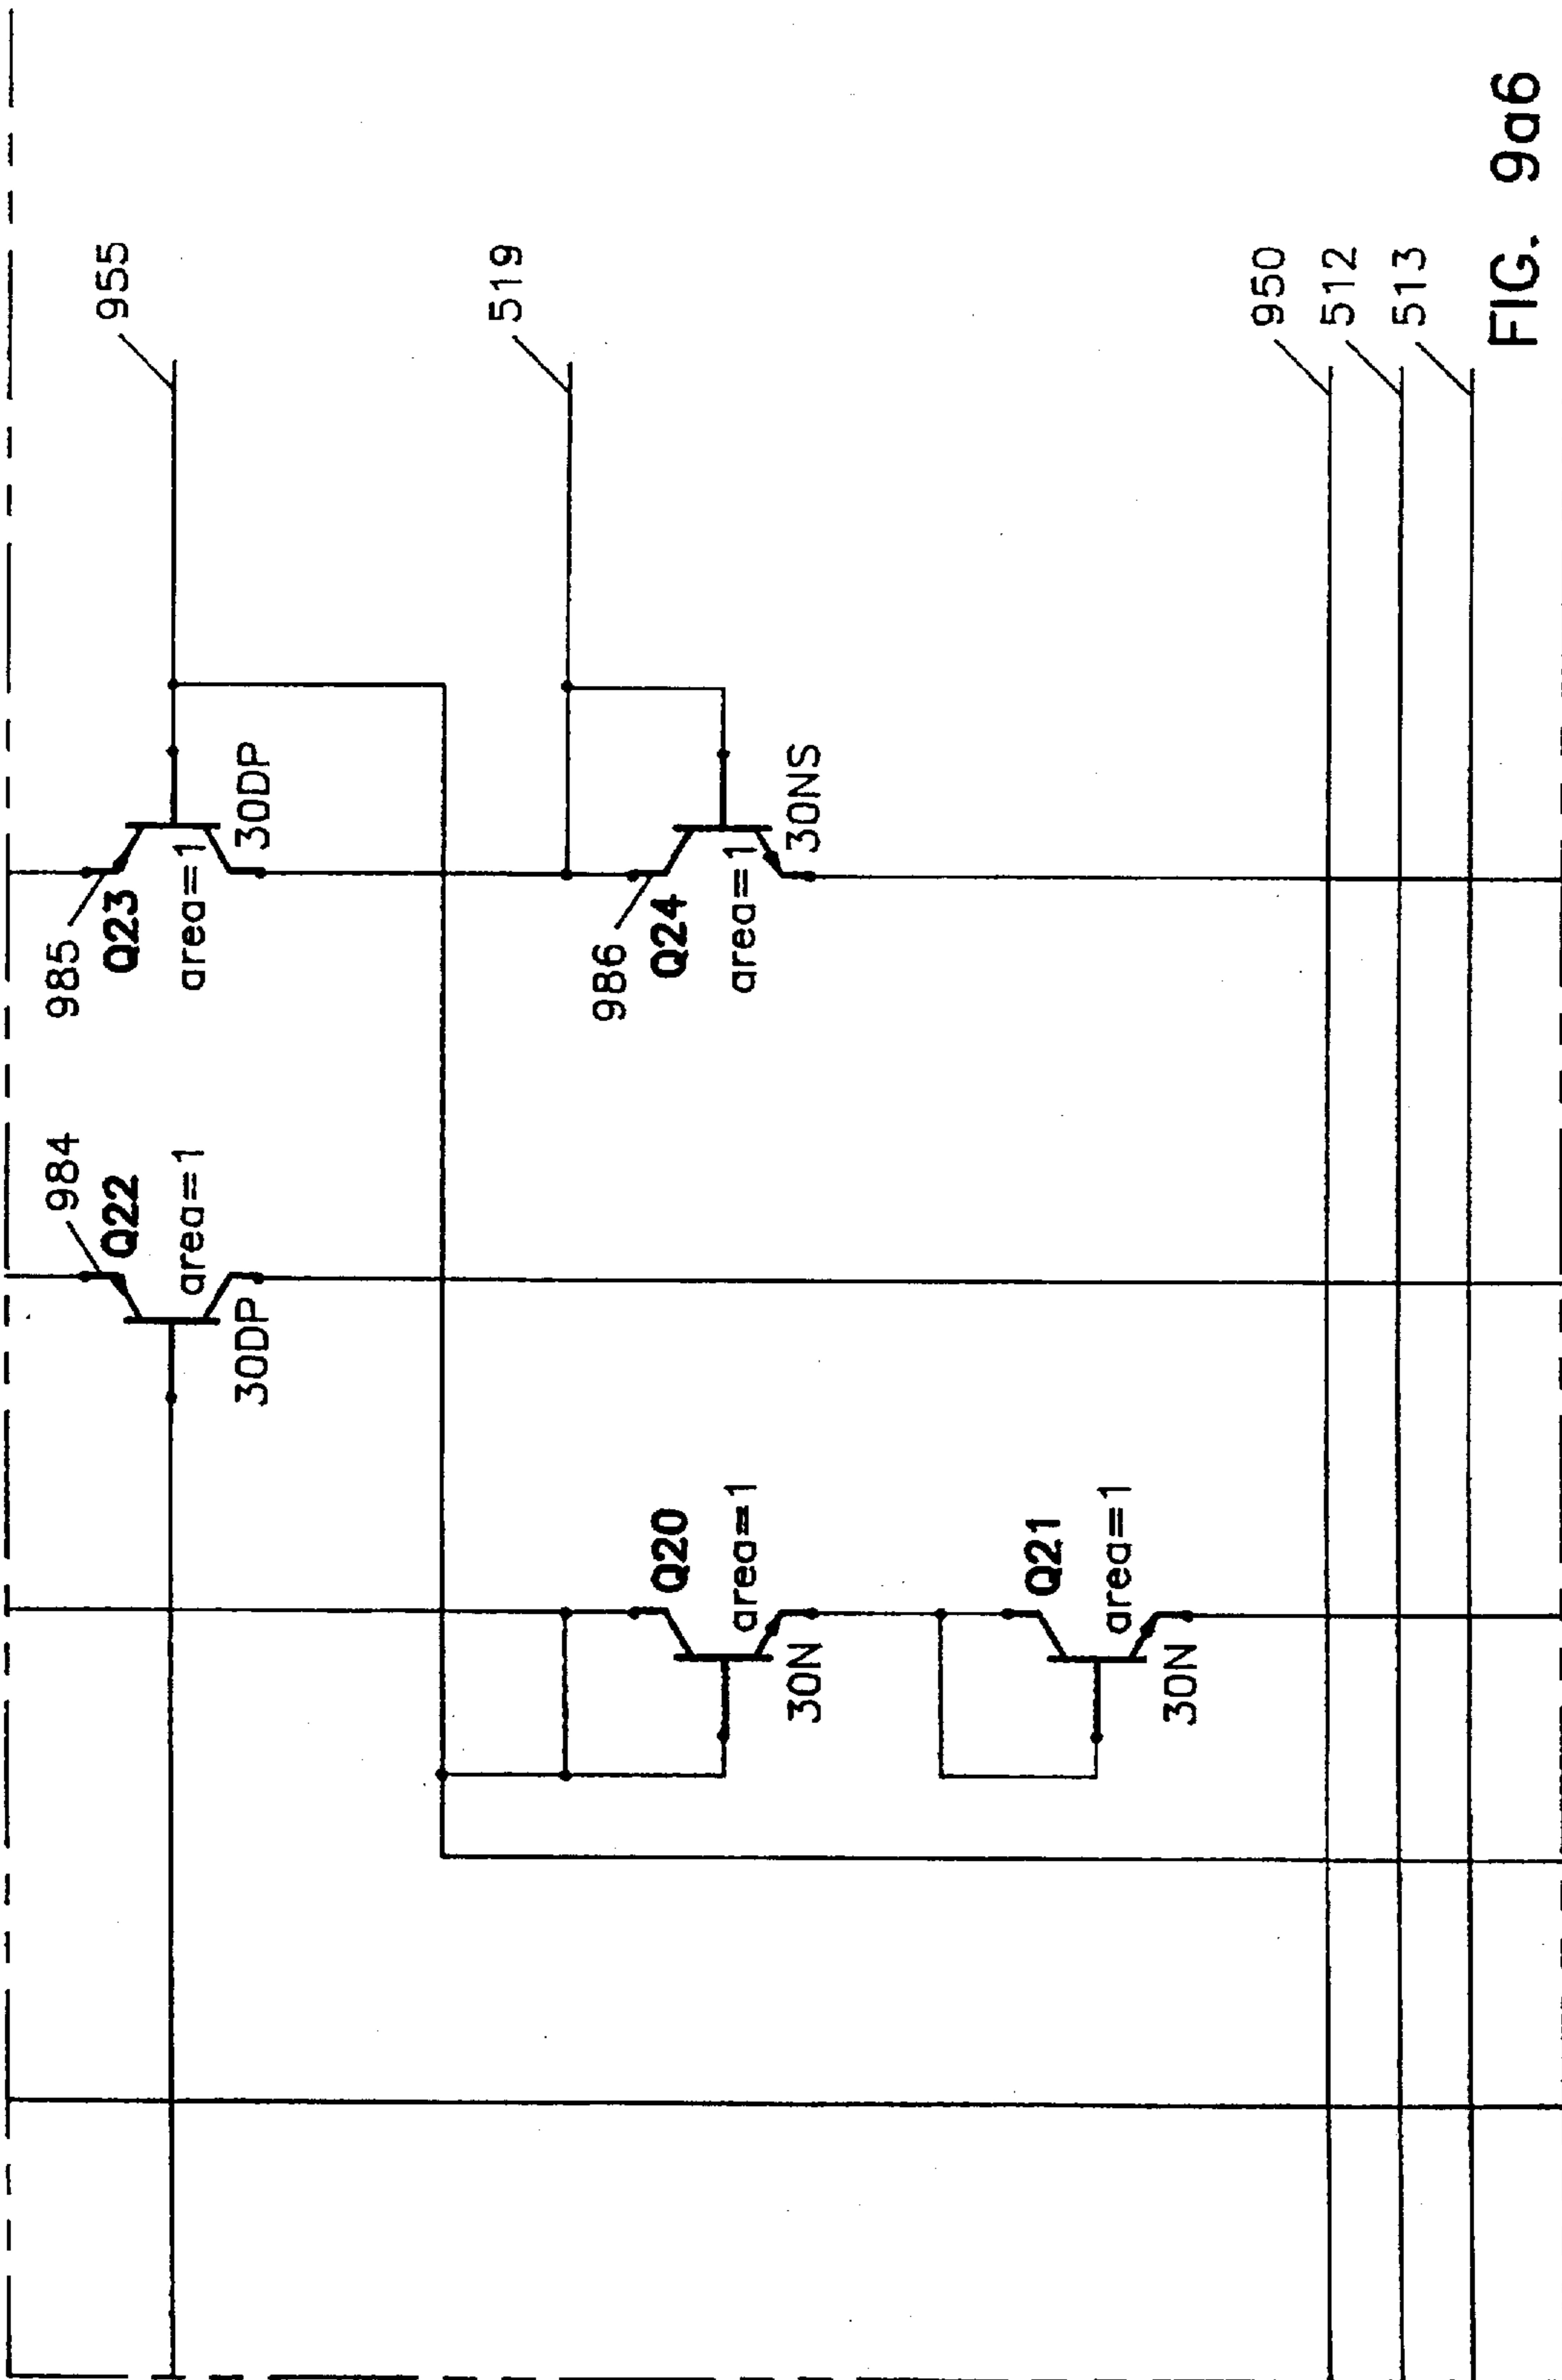 984
Q22
area=1
30DP
985
Q23
area=1
30DP
955
519
Q20
area=1
30N
986
Q24
area=1
30NS
Q21
area=1
30N
950
512
513
FIG. 9a6